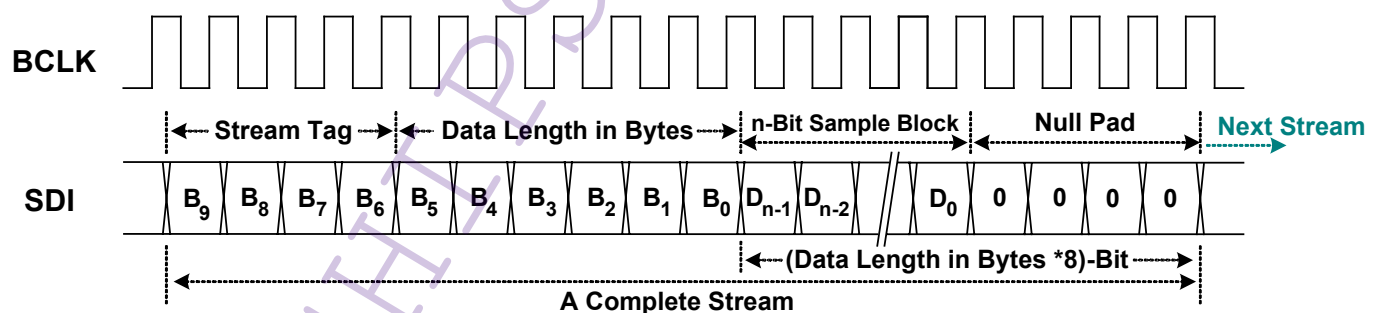 BCLK
Stream Tag Data Length in Bytes n-Bit Sample Block Null Pad Next Stream
SDI B9 B8 B7 B6 B5 B4 B3 B2 B1 B0 Dn-1 Dn-2 D0 0 0 0 0
(Data Length in Bytes *8)-Bit
A Complete Stream
HIPS